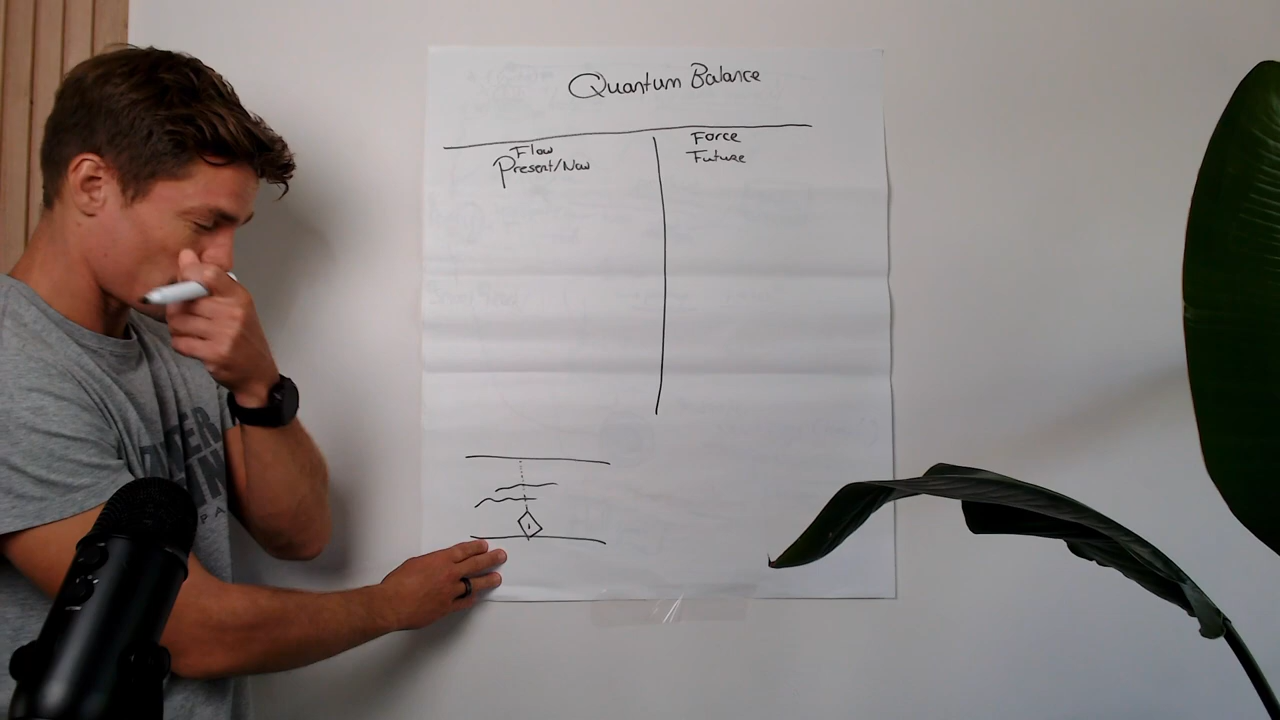 Quantum Balance
Flow
Present/Now
Force
Future